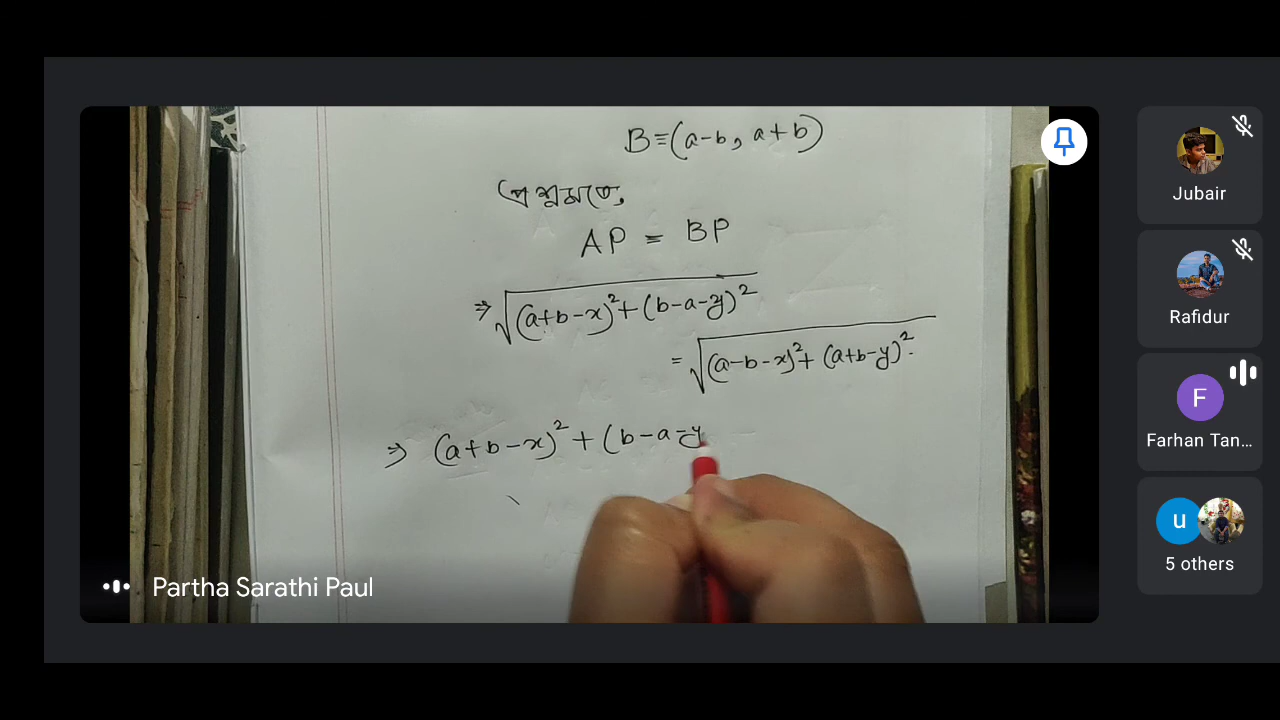 B≡(a-b, a+b)
প্রশ্নমতে,
AP = BP
⇒ √(a+b-x)²+(b-a-y)²
= √(a-b-x)²+(a+b-y)².
⇒ (a+b-x)²+(b-a-y
Partha Sarathi Paul
Jubair
Rafidur
F
Farhan Tan...
u
5 others